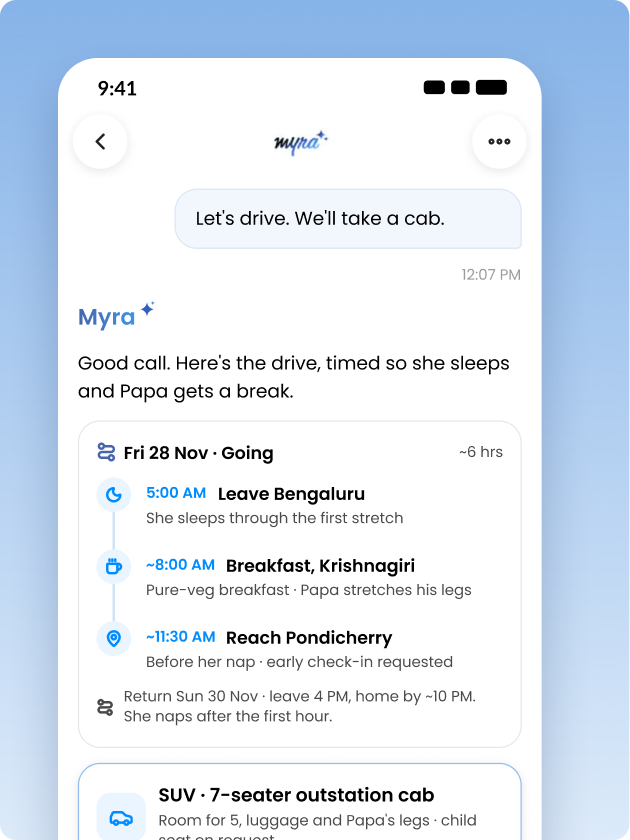 9:41
myra
Let's drive. We'll take a cab.
12:07 PM
Myra
Good call. Here's the drive, timed so she sleeps
and Papa gets a break.
Fri 28 Nov · Going
~6 hrs
5:00 AM Leave Bengaluru
She sleeps through the first stretch
~8:00 AM Breakfast, Krishnagiri
Pure-veg breakfast · Papa stretches his legs
~11:30 AM Reach Pondicherry
Before her nap · early check-in requested
Return Sun 30 Nov · leave 4 PM, home by ~10 PM.
She naps after the first hour.
SUV · 7-seater outstation cab
Room for 5, luggage and Papa's legs · child
seat on request